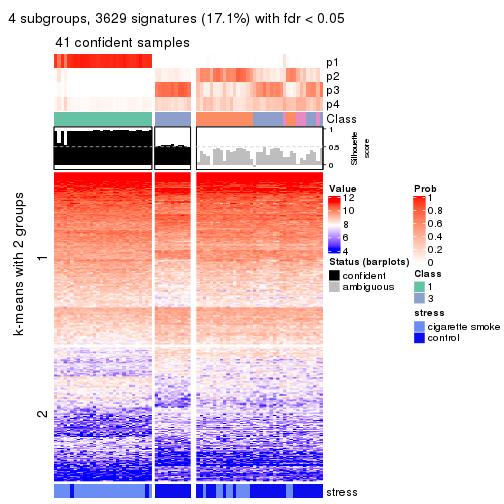 4 subgroups, 3629 signatures (17.1%) with fdr < 0.05
41 confident samples
p1
p2
p3
p4
Class
1
0.5
0
Silhouette
score
k-means with 2 groups
1
2
Value
12
10
8
6
4
Status (barplots)
confident
ambiguous
Prob
1
0.8
0.6
0.4
0.2
0
Class
1
3
stress
cigarette smoke
control
stress